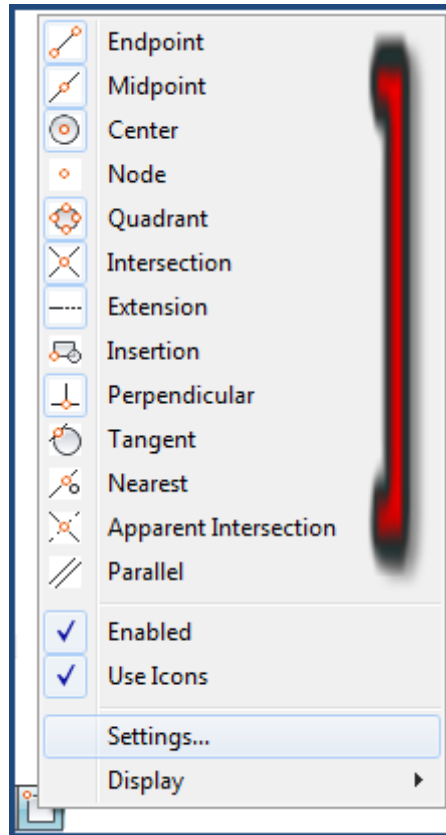 Endpoint
Midpoint
Center
Node
Quadrant
Intersection
Extension
Insertion
Perpendicular
Tangent
Nearest
Apparent Intersection
Parallel
Enabled
Use Icons
Settings...
Display